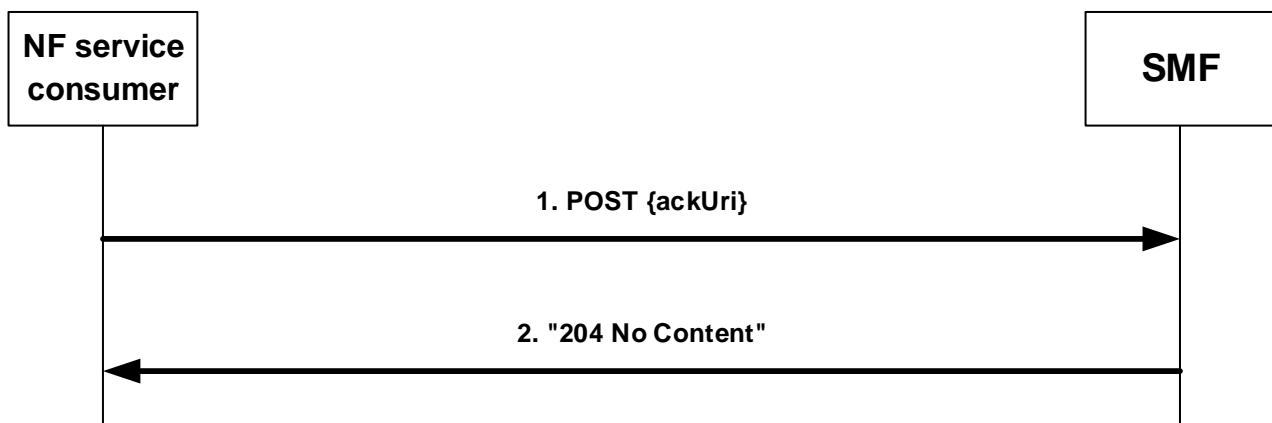 NF service
consumer
SMF
1. POST {ackUri}
2. "204 No Content"